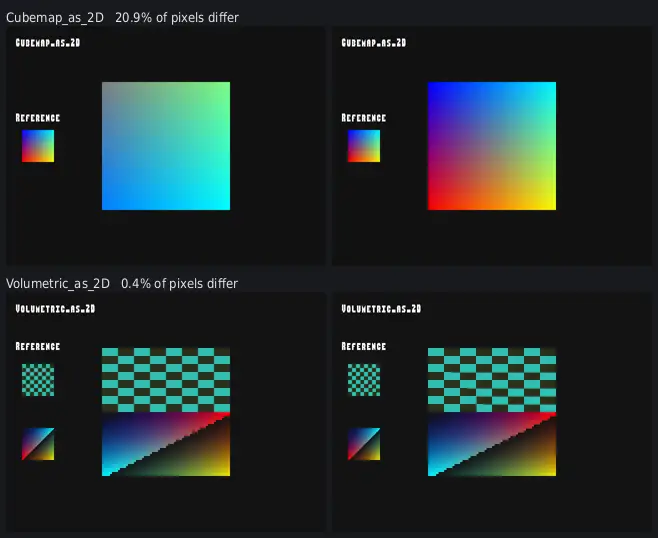 Cubemap_as_2D 20.9% of pixels differ
Cubemap_as_2D
Cubemap_as_2D
Reference
Reference
Volumetric_as_2D 0.4% of pixels differ
Volumetric_as_2D
Volumetric_as_2D
Reference
Reference